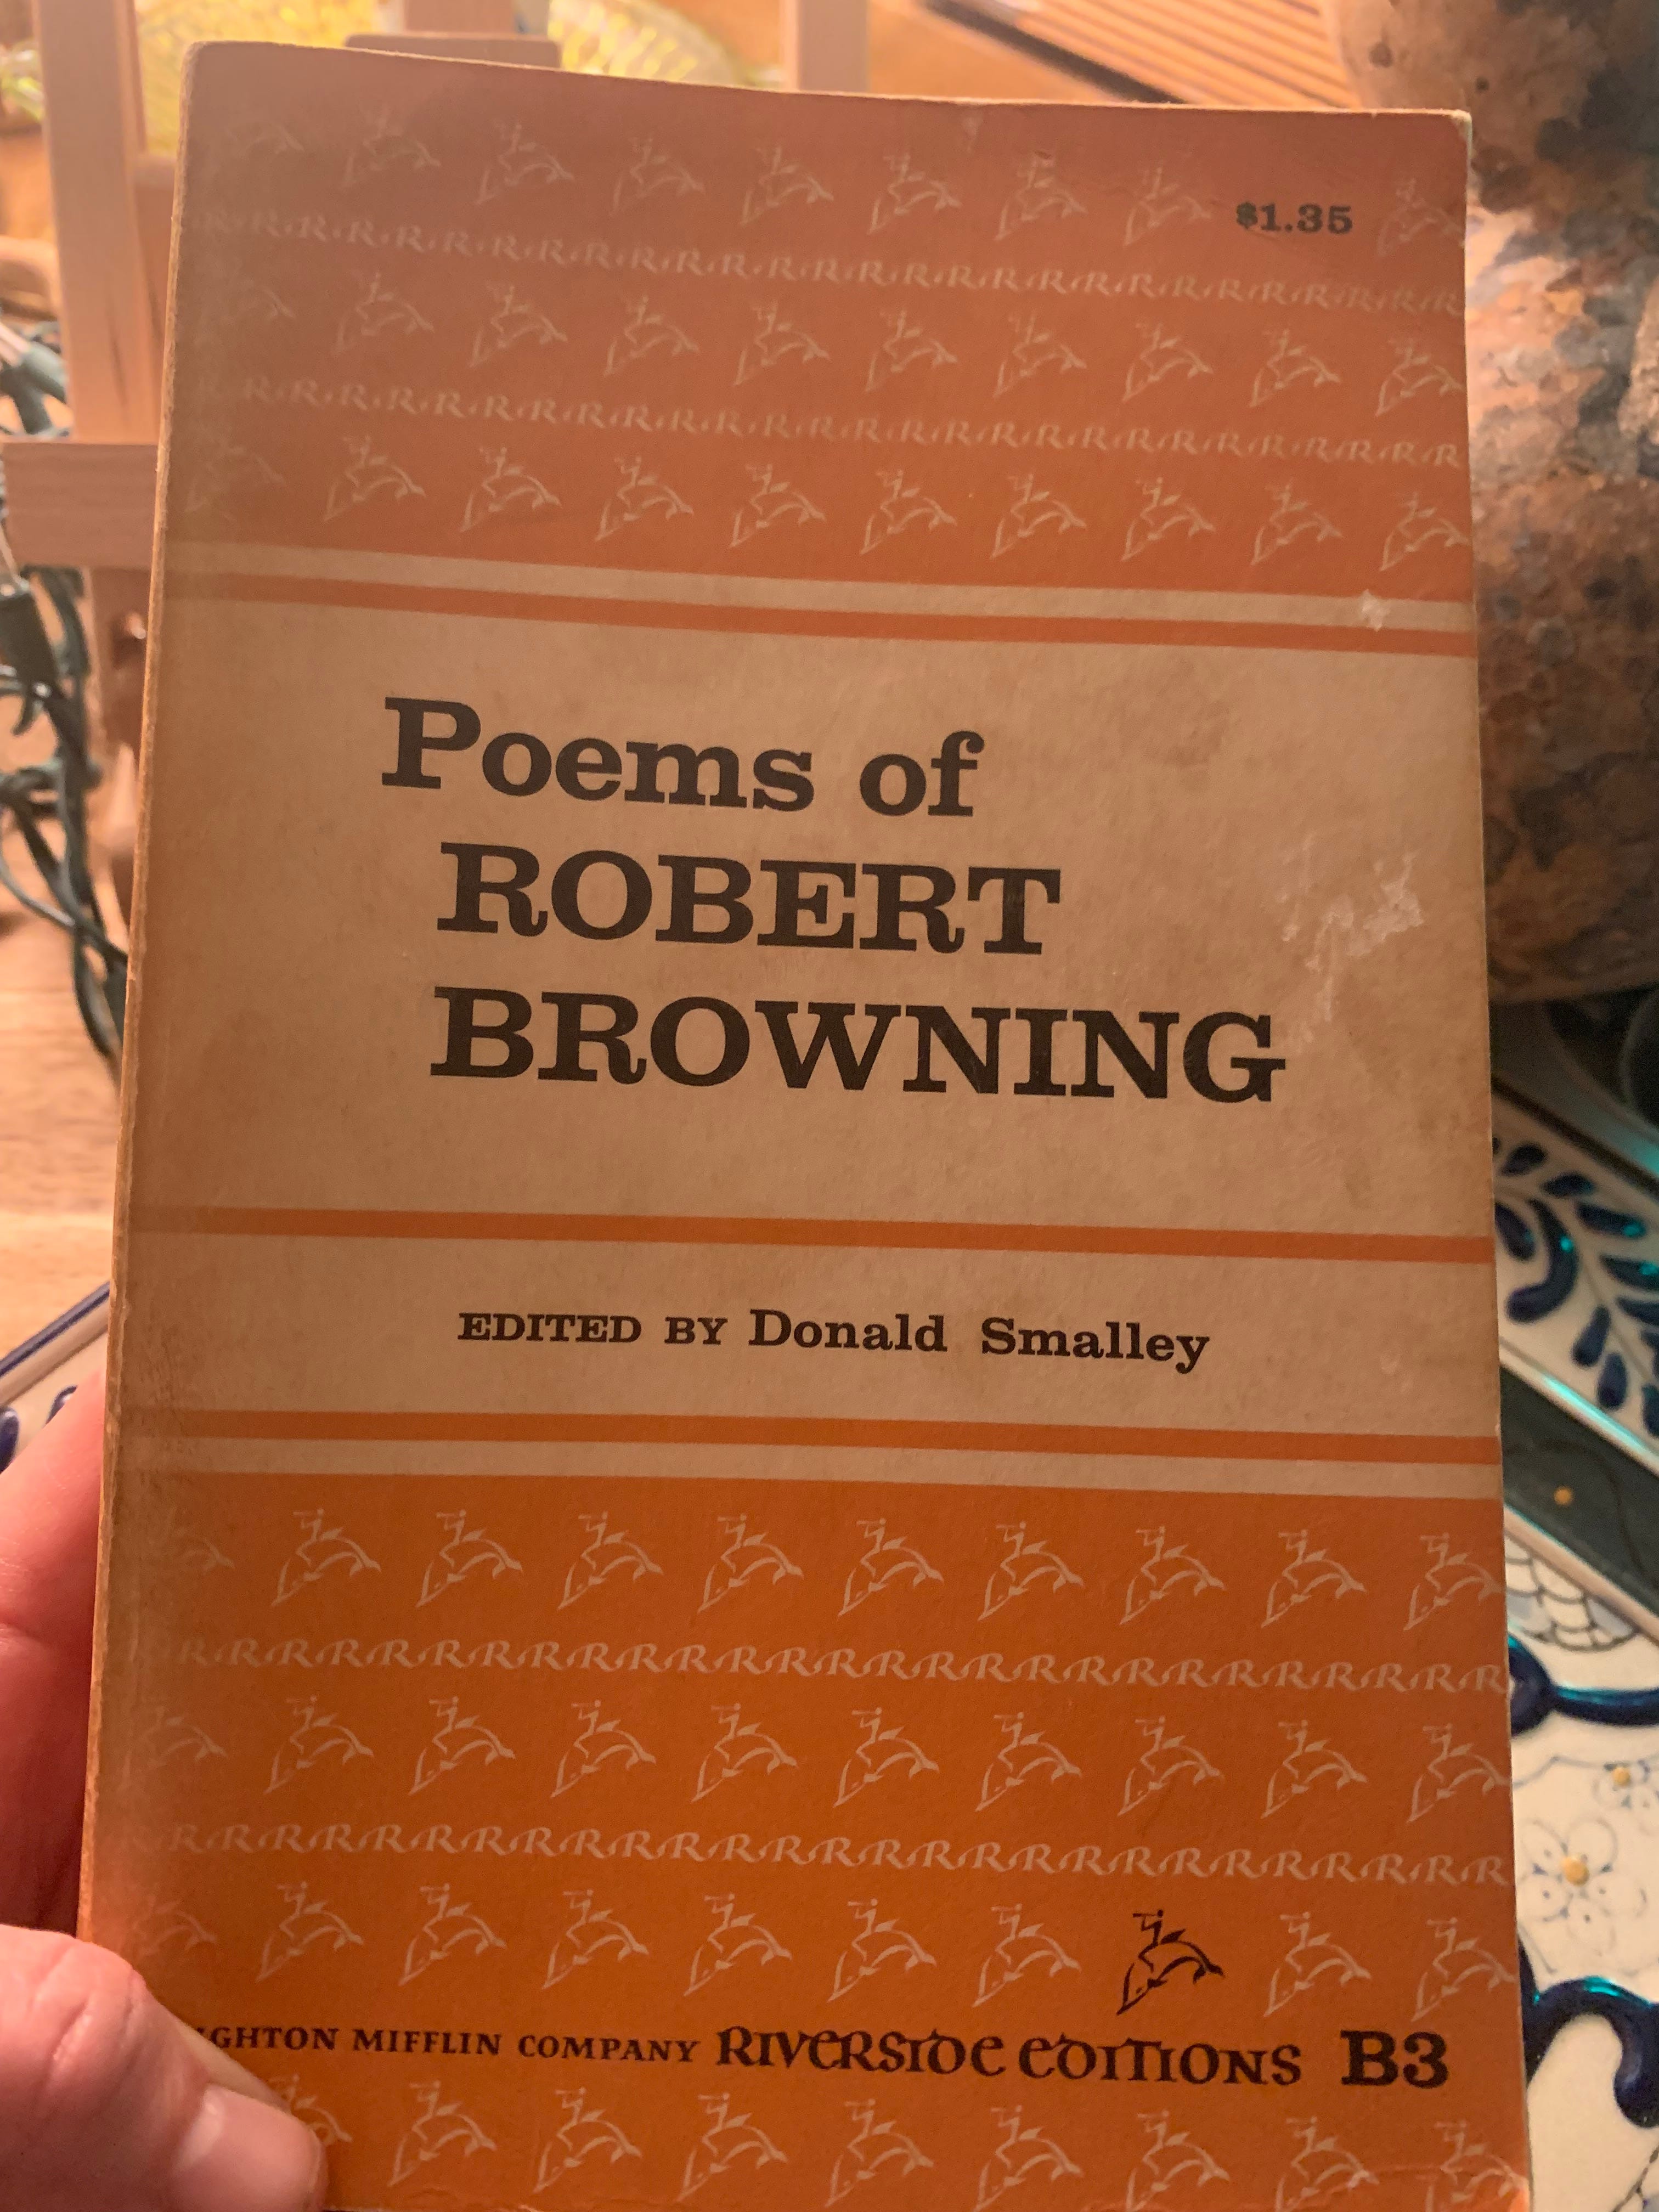 $1.35
R R R R R R R R R R R R R R R R R R R R R R R R R R R
R R R R R R R R R R R R R R R R R R R R R R R R R R
Poems of
ROBERT
BROWNING
EDITED BY Donald Smalley
R R R R R R R R R R R R R R R R R R R R R R R R R R
R R R R R R R R R R R R R R R R R R R R R R R R R R
MIFFLIN COMPANY RIVERSIDE EDITIONS B3